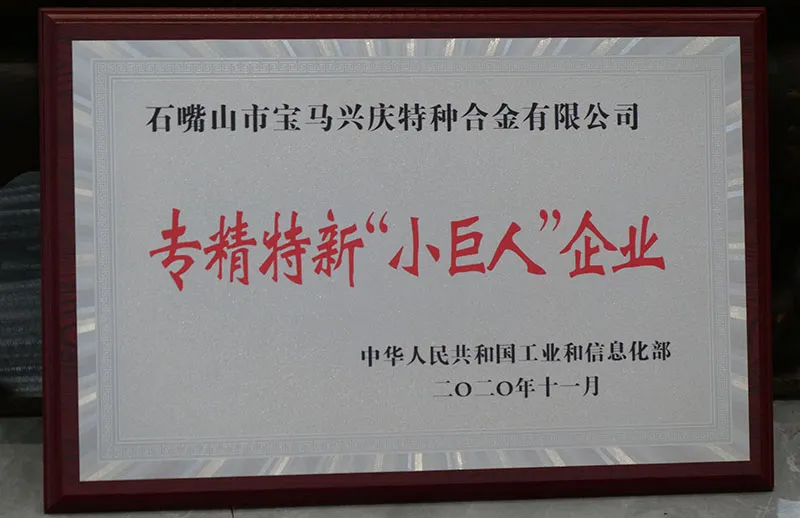 石嘴山市宝马兴庆特种合金有限公司
专精特新“小巨人”企业
中华人民共和国工业和信息化部
二〇二〇年十一月